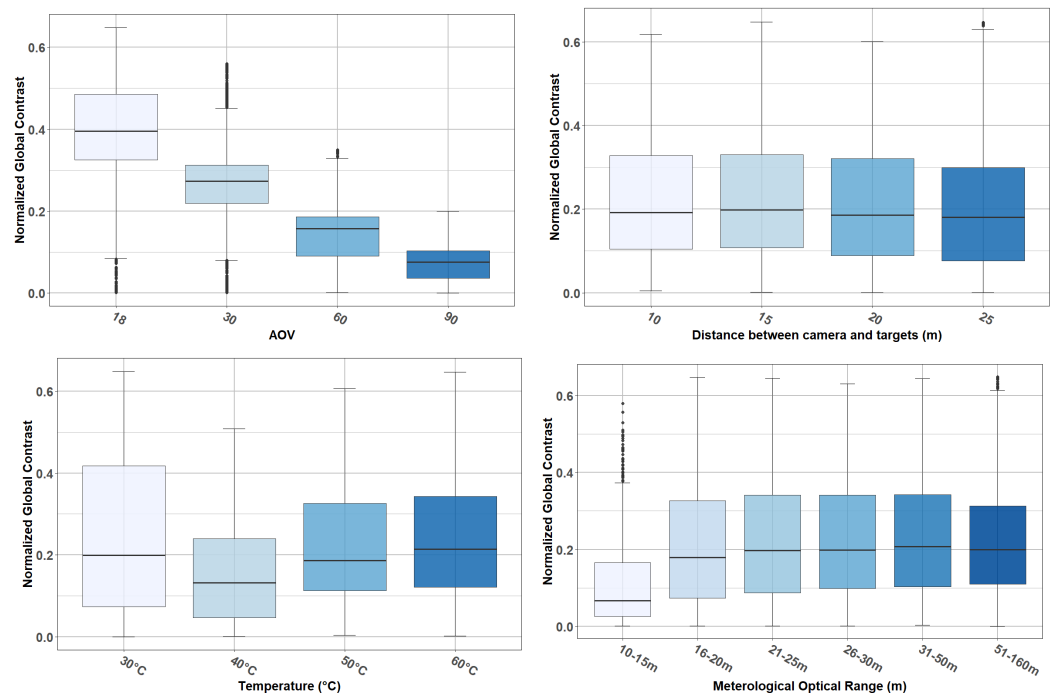 Normalized Global Contrast
0.6
0.4
0.2
0.0
18
30
60
90
AOV
Normalized Global Contrast
0.6
0.4
0.2
0.0
10
15
20
25
Distance between camera and targets (m)
Normalized Global Contrast
0.6
0.4
0.2
0.0
30°C
40°C
50°C
60°C
Temperature (°C)
Normalized Global Contrast
0.6
0.4
0.2
0.0
10-15m
16-20m
21-25m
26-30m
31-50m
51-160m
Meterological Optical Range (m)